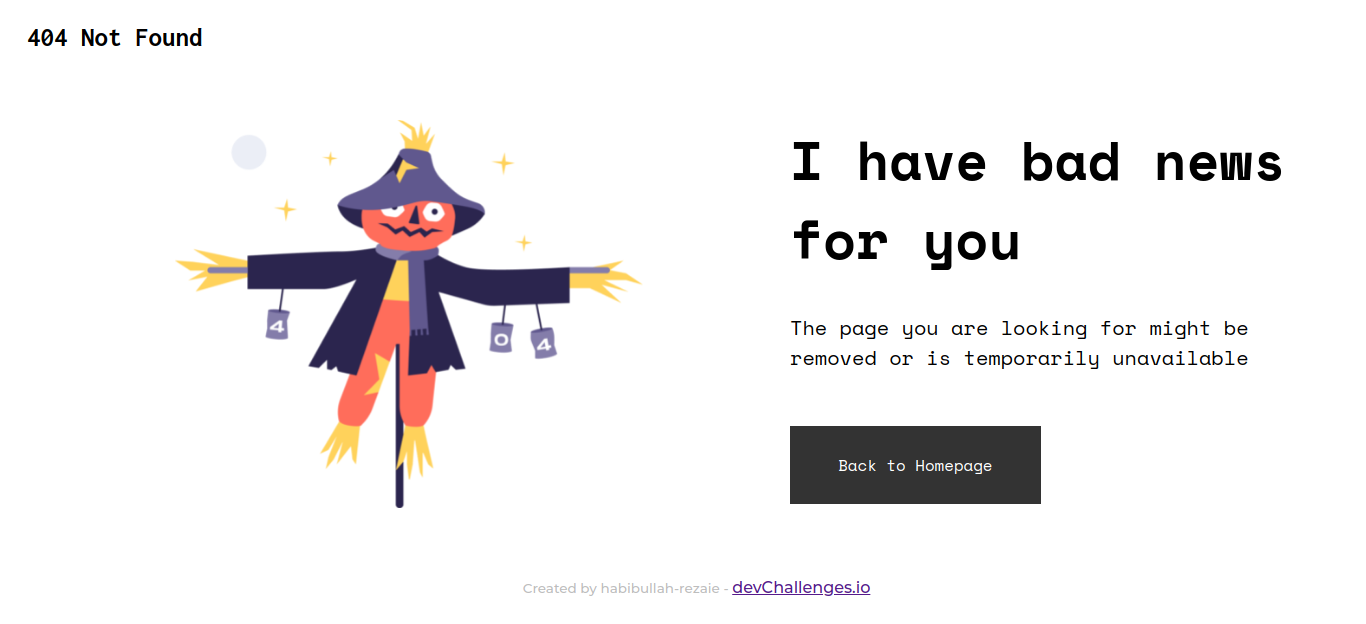 404 Not Found
I have bad news
for you
4
0
4
The page you are looking for might be
removed or is temporarily unavailable
Back to Homepage
Created by habibullah-rezaie - devChallenges.io